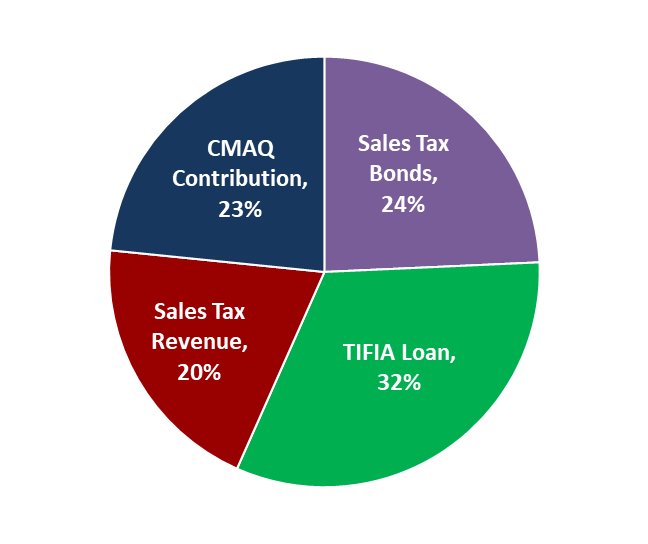 CMAQ
Contribution,
23%
Sales Tax
Bonds,
24%
Sales Tax
Revenue,
20%
TIFIA Loan,
32%